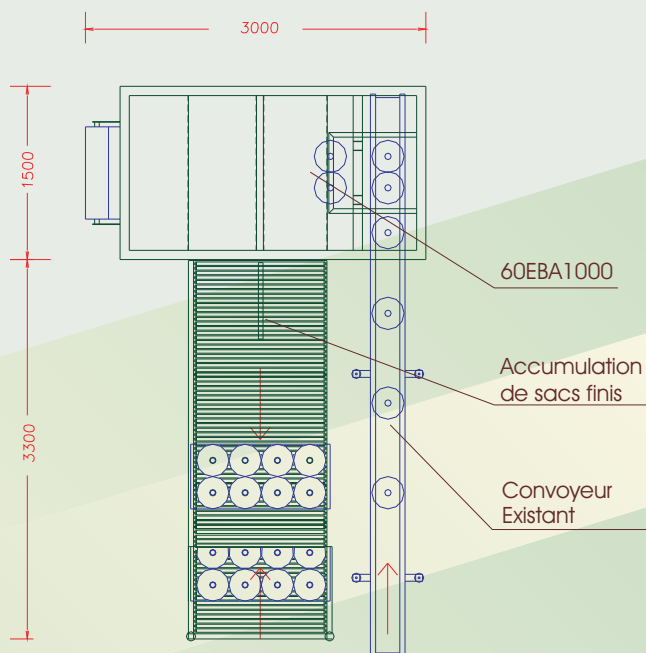 3000
1500
60EBA1000
Accumulation
de sacs finis
3300
Convoyeur
Existant